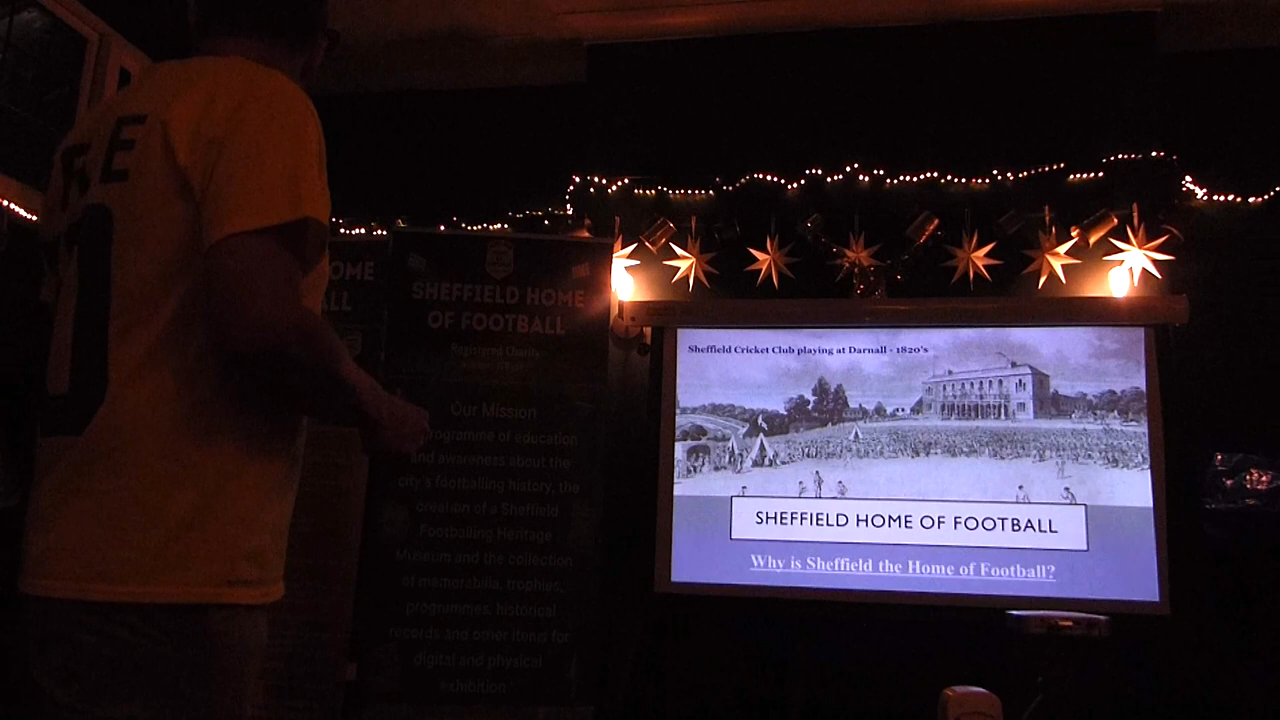 OME
ALL
SHEFFIELD HOME
OF FOOTBALL
Registered Charity
Our Mission
programme of education
and awareness about the
city's footballing history, the
creation of a Sheffield
Footballing Heritage
Museum and the collection
of memorabilia, trophies,
programmes, historical
records and other items for
digital and physical
exhibition
Sheffield Cricket Club playing at Darnall - 1820's
SHEFFIELD HOME OF FOOTBALL
Why is Sheffield the Home of Football?